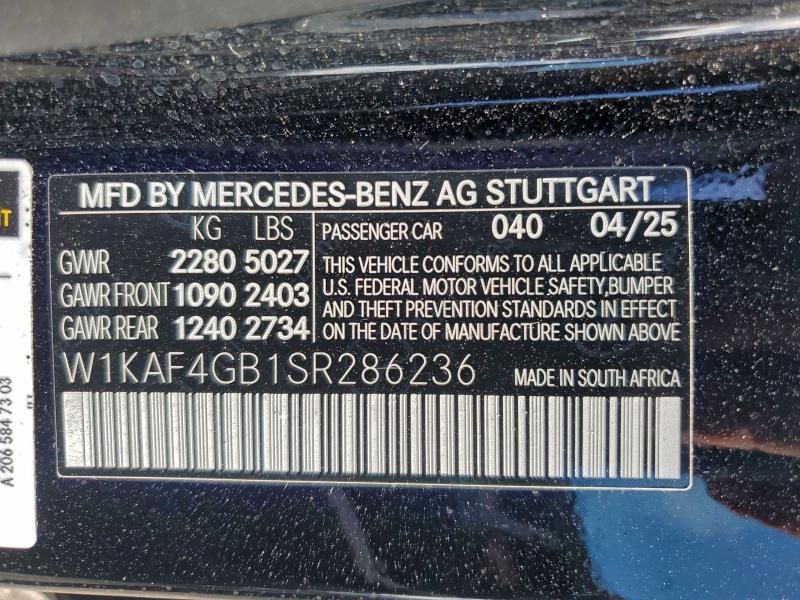 MFD BY MERCEDES-BENZ AG STUTTGART
KG LBS
GVWR 2280 5027
GAWR FRONT 1090 2403
GAWR REAR 1240 2734
PASSENGER CAR 040 04/25
THIS VEHICLE CONFORMS TO ALL APPLICABLE
U.S. FEDERAL MOTOR VEHICLE SAFETY,BUMPER
AND THEFT PREVENTION STANDARDS IN EFFECT
ON THE DATE OF MANUFACTURE SHOWN ABOVE
W1KAF4GB1SR286236 MADE IN SOUTH AFRICA
A 206 584 73 03